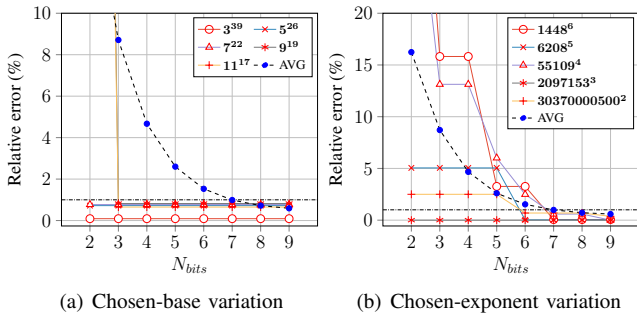 10
8
6
4
2
0
2 3 4 5 6 7 8 9
Relative error (%)
N_bits
3^39 5^26
7^22 9^19
11^17 AVG
(a) Chosen-base variation
20
15
10
5
0
2 3 4 5 6 7 8 9
Relative error (%)
N_bits
1448^6
6208^5
55109^4
2097153^3
30370000500^2
AVG
(b) Chosen-exponent variation